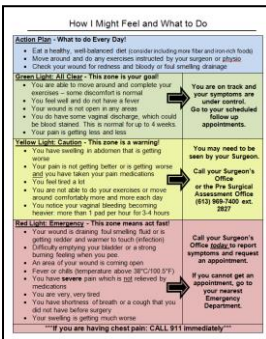 How I Might Feel and What to Do
Action Plan - What to do Every Day!
Eat a healthy, well-balanced diet (consider including more fiber and iron-rich foods)
Move around and do any exercises instructed by your surgeon or physio
Check your wound for redness and bloody or foul smelling drainage
Green Light: All Clear - This zone is your goal!
You are able to move around and complete your
exercises – some discomfort is normal
You feel well and do not have a fever
Your wound is not open in any areas
You do have some vaginal discharge, which could
be blood stained. This is normal for up to 4 weeks
Your pain is getting less and less
You are on track and
your symptoms are
under control.
Go to your scheduled
follow up
appointments.
Yellow Light: Caution - This zone is a warning!
You have swelling in abdomen that is getting
worse
Your pain is not getting better or is getting worse
and you have taken your pain medications
You feel tired a lot
You are not able to do your exercises or move
around comfortably more and more each day
You notice your vaginal bleeding becoming
heavier: more than 1 pad per hour for 3-4 hours
You may need to be
seen by your Surgeon.
Call your Surgeon's
Office
or the Pre Surgical
Assessment Office
(613) 969-7400 ext.
2827
Red Light: Emergency - This zone means act fast!
Your wound is draining foul smelling fluid or is
getting redder and warmer to touch (infection)
Difficulty emptying your bladder or a strong
burning feeling when you pee.
An area of your wound is coming open
Fever or chills (temperature above 38°C/100.5°F)
You have severe pain which is not relieved by
medications
You are very, very tired
You have shortness of breath or a cough that you
did not have before surgery
Your swelling is getting much worse
Call your Surgeon's
Office today to report
symptoms and request
an appointment.
If you cannot get an
appointment, go to
your nearest
Emergency
Department.
***If you are having chest pain: CALL 911 immediately***